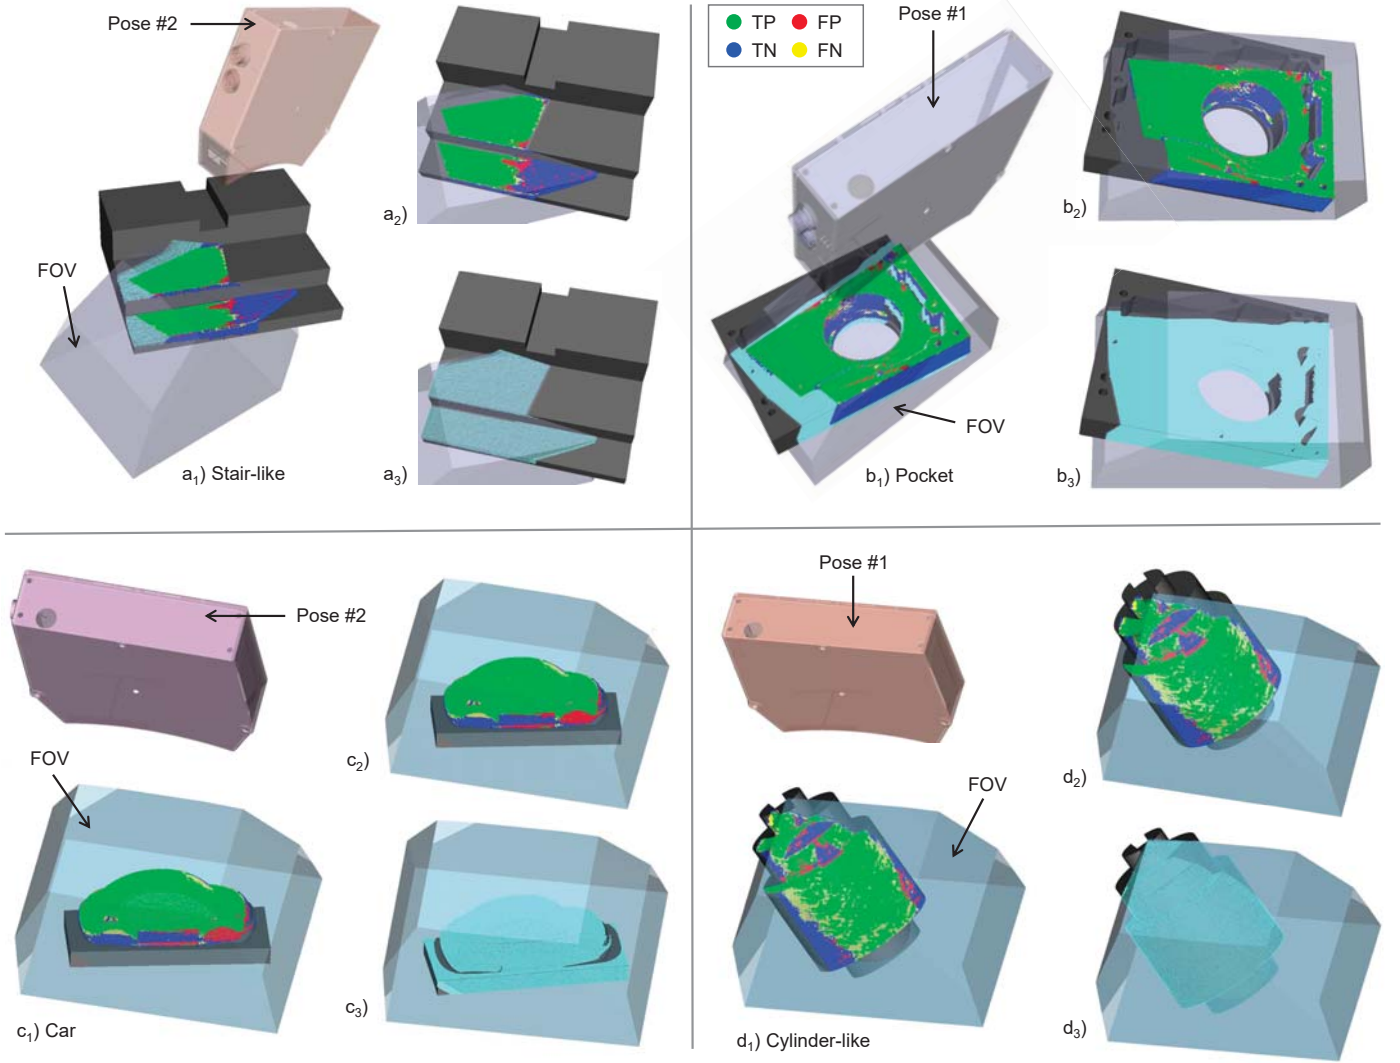 Pose #2
a₂)
FOV
a₁) Stair-like
a₃)
TP FP
TN FN
Pose #1
b₂)
FOV
b₁) Pocket
b₃)
Pose #2
c₂)
FOV
c₁) Car
c₃)
Pose #1
d₂)
FOV
d₁) Cylinder-like
d₃)